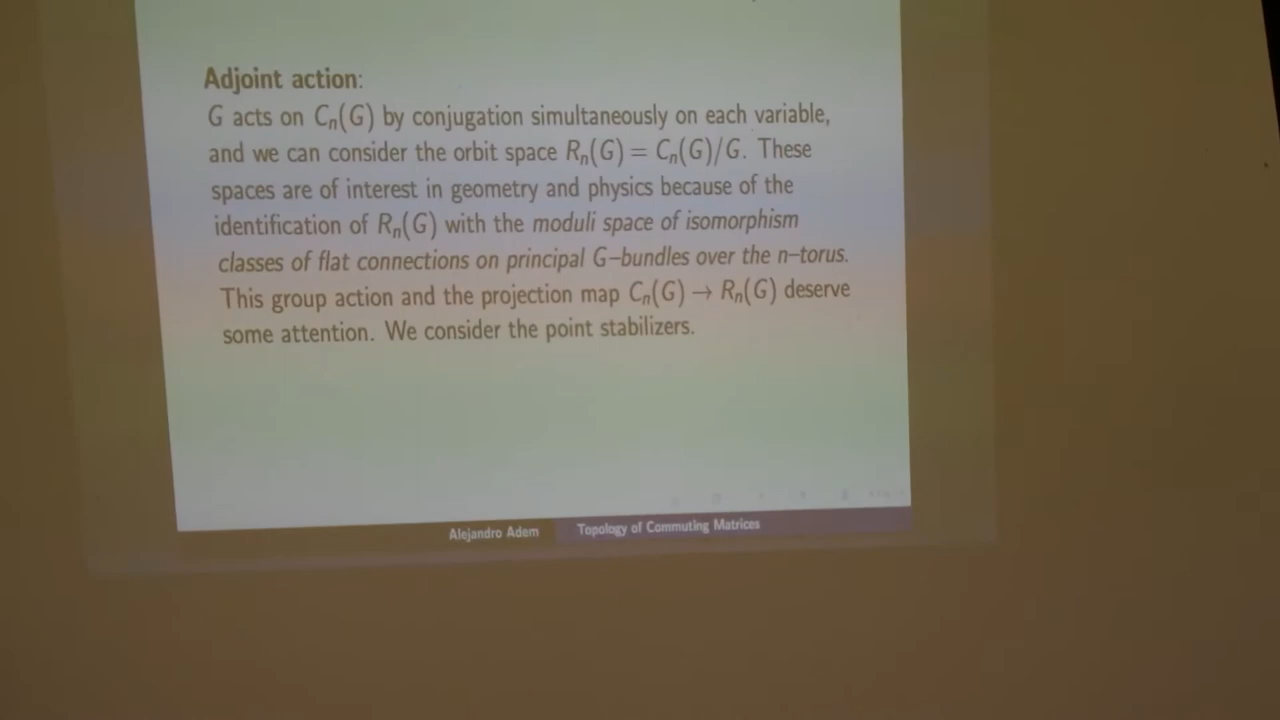 Adjoint action:
G acts on Cn(G) by conjugation simultaneously on each variable,
and we can consider the orbit space Rn(G) = Cn(G)/G. These
spaces are of interest in geometry and physics because of the
identification of Rn(G) with the moduli space of isomorphism
classes of flat connections on principal G–bundles over the n–torus.
This group action and the projection map Cn(G) → Rn(G) deserve
some attention. We consider the point stabilizers.
Alejandro Adem
Topology of Commuting Matrices